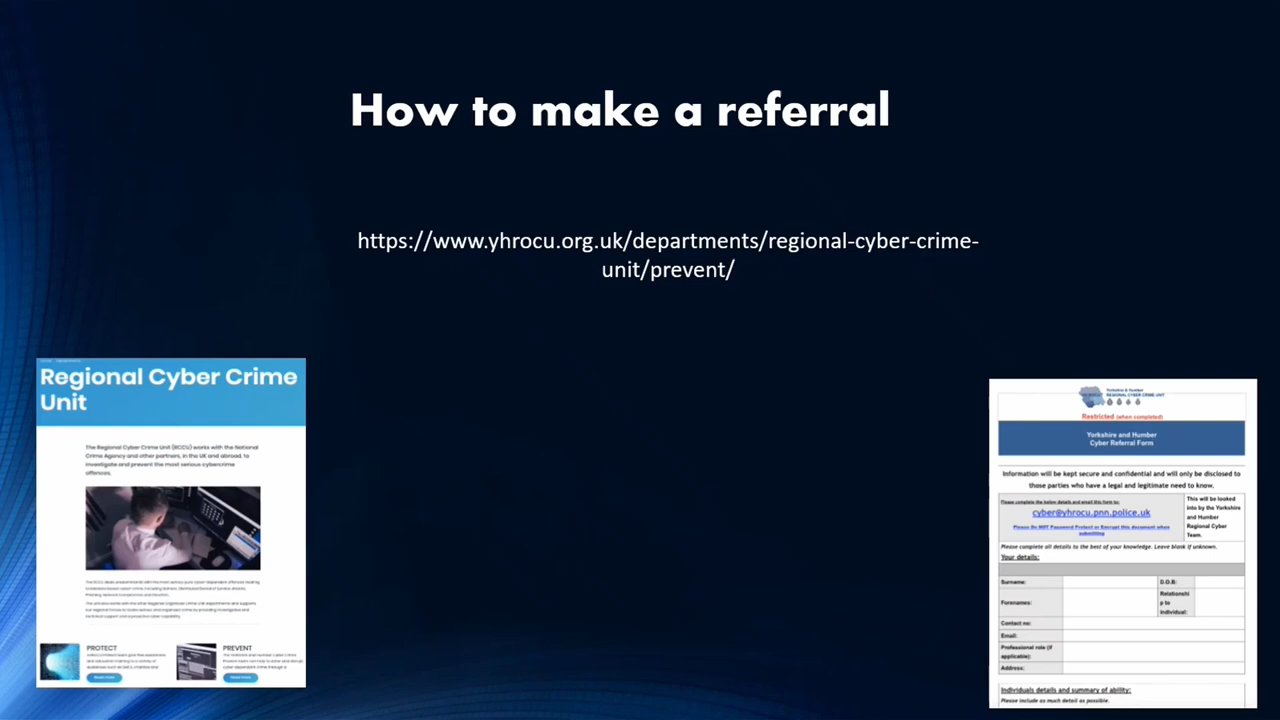 How to make a referral
https://www.yhrocu.org.uk/departments/regional-cyber-crime-
unit/prevent/
Regional Cyber Crime
Unit
The Regional Cyber Crime Unit (RCCU) works with the National
Crime Agency and other partners, in the UK and abroad, to
investigate and prevent the most serious cybercrime
offences.
PROTECT
PREVENT
Yorkshire & Humber
REGIONAL CYBER CRIME UNIT
Restricted (when completed)
Yorkshire and Humber
Cyber Referral Form
Information will be kept secure and confidential and will only be disclosed to
those parties who have a legal and legitimate need to know.
Please complete the below details and email this form to:
cyber@yhrocu.pnn.police.uk
Please Do NOT Password Protect or Encrypt this document when
submitting
This will be looked
into by the Yorkshire
and Humber
Regional Cyber
Team.
Please complete all details to the best of your knowledge. Leave blank if unknown.
Your details:
Surname:
D.O.B:
Forenames:
Relationshi
p to
individual:
Contact no:
Email:
Professional role (if
applicable):
Address:
Individuals details and summary of ability:
Please include as much detail as possible.